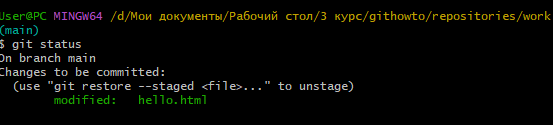 User@PC MINGW64 /d/Мои документы/Рабочий стол/3 курс/githowto/repositories/work
(main)
$ git status
On branch main
Changes to be committed:
  (use "git restore --staged <file>..." to unstage)
        modified:   hello.html